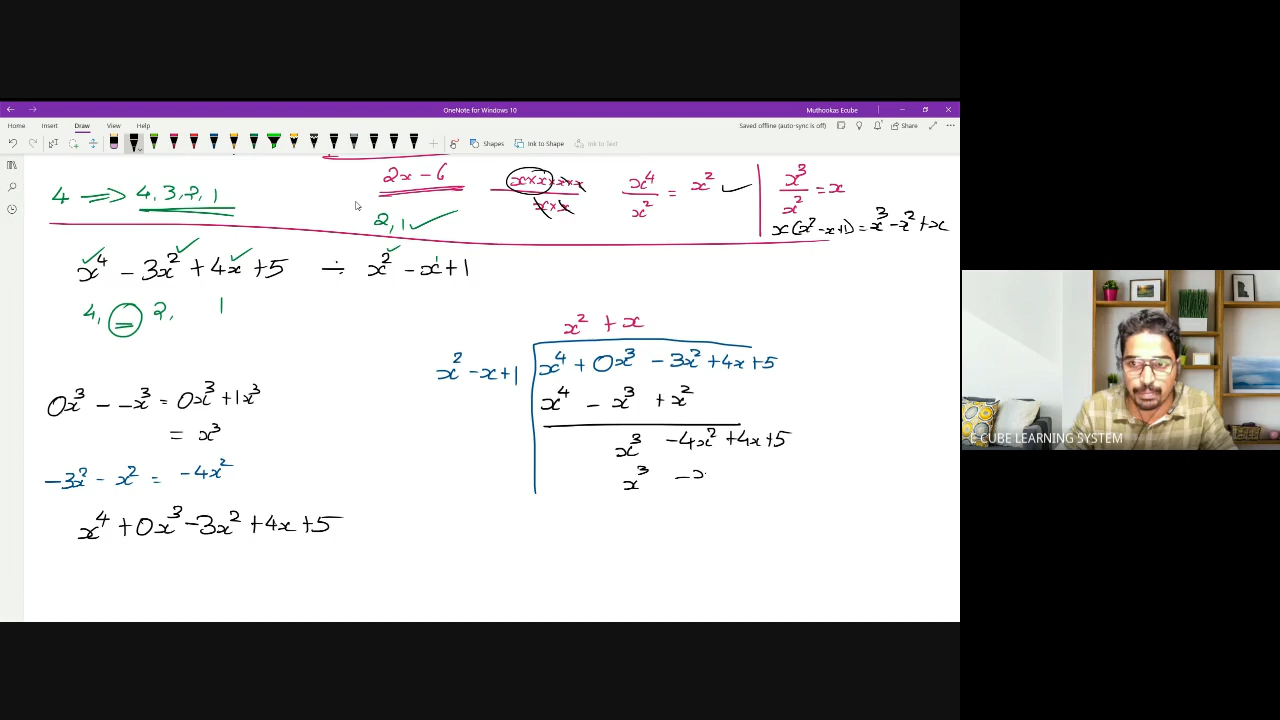 OneNote for Windows 10
Muthookas Ecube
Home Insert Draw View Help
Saved offline (auto-sync is off)
Share
Shapes Ink to Shape Ink to Text
4 ⟹ 4, 3, 2, 1
2x - 6
2, 1 ✓
x×x×x×x / x×x
x⁴/x² = x² ✓
x³/x² = x
x(x² - x + 1) = x³ - x² + x
x⁴ - 3x² + 4x + 5 ÷ x² - x¹ + 1
4, _ 2, 1
x² + x
x² - x + 1 | x⁴ + 0x³ - 3x² + 4x + 5
x⁴ - x³ + x²
x³ - 4x² + 4x + 5
x³ - x
0x³ - -x³ = 0x³ + 1x³
= x³
-3x² - x² = -4x²
x⁴ + 0x³ - 3x² + 4x + 5
E CUBE LEARNING SYSTEM